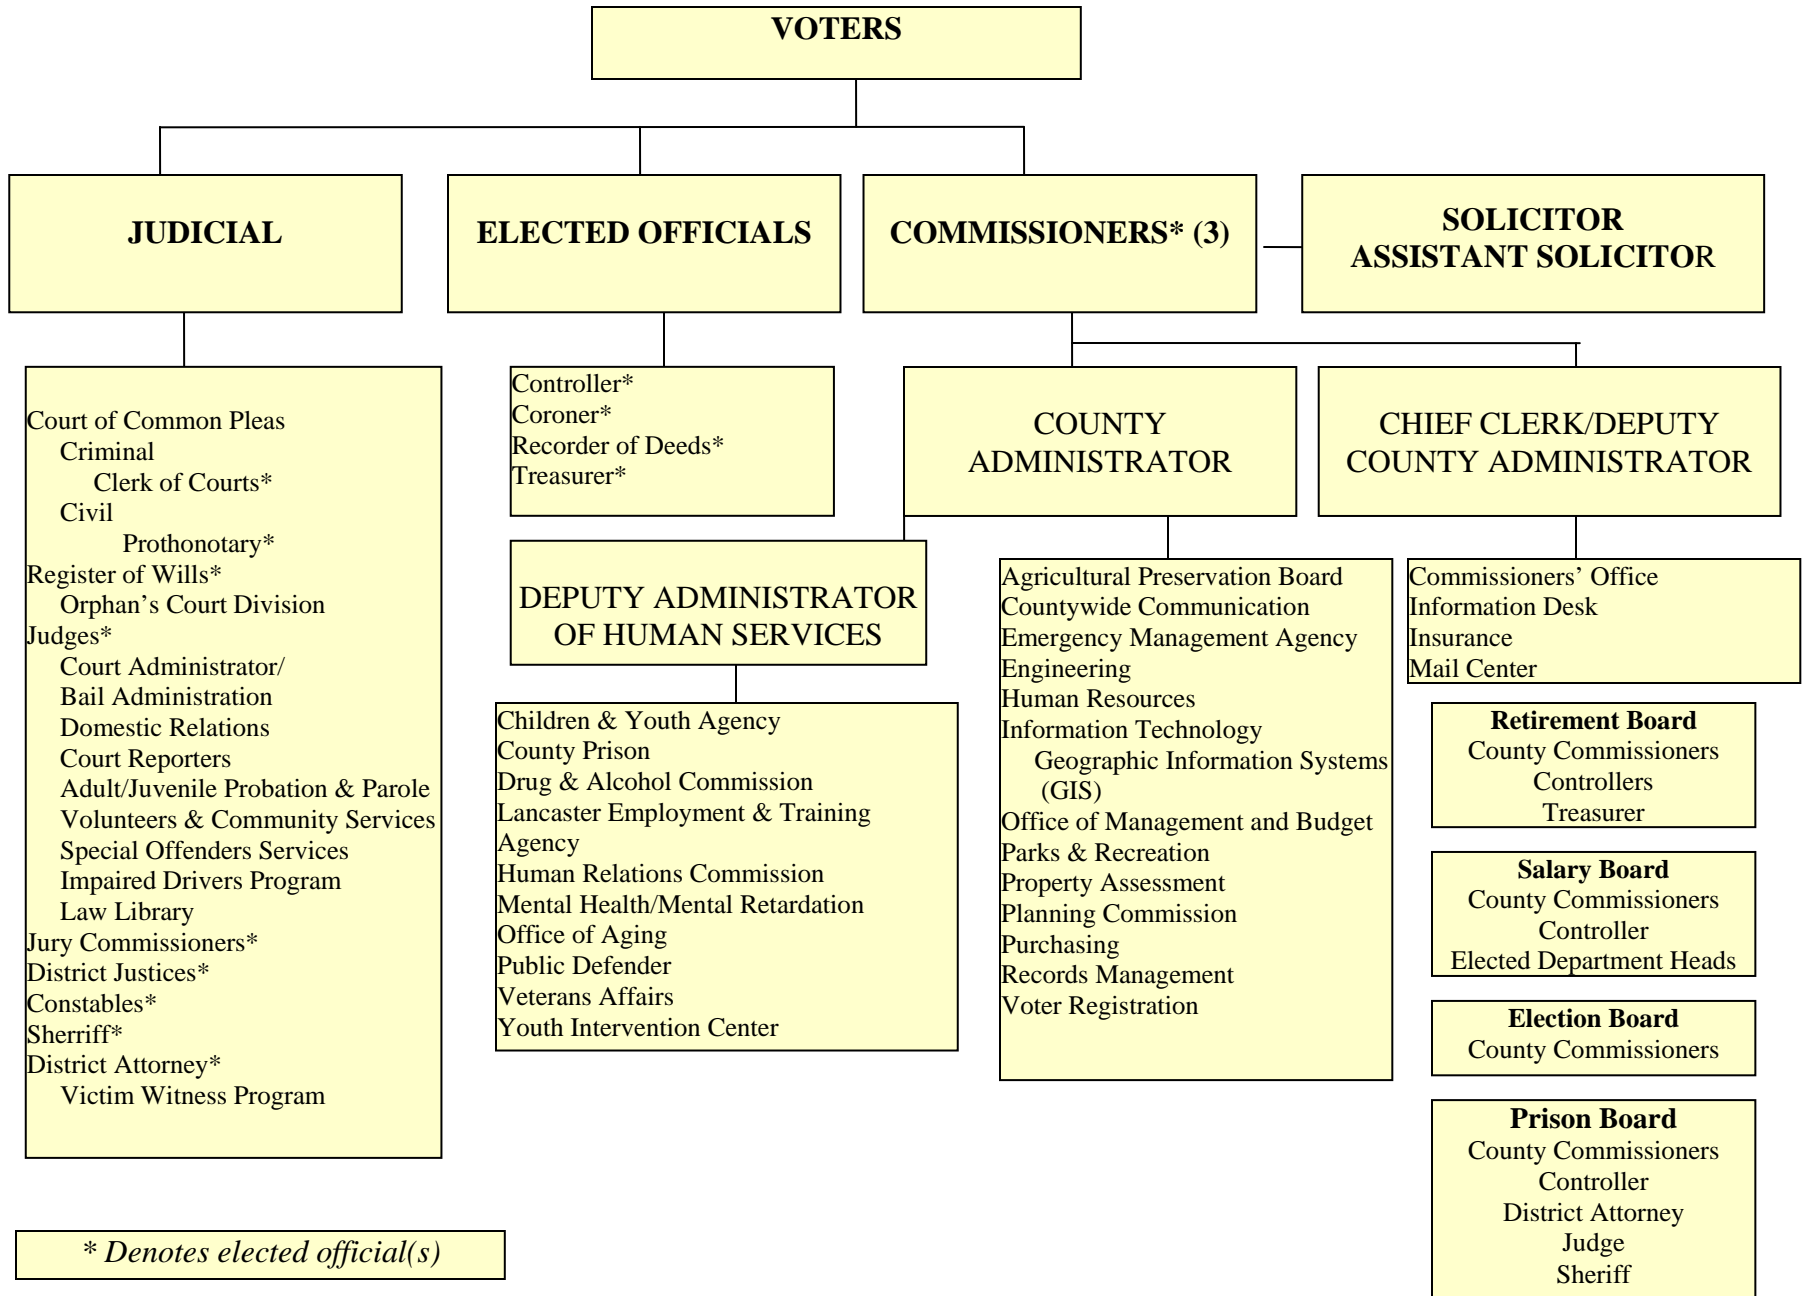 VOTERS
JUDICIAL
ELECTED OFFICIALS
COMMISSIONERS* (3)
SOLICITOR
ASSISTANT SOLICITOR
Court of Common Pleas
Criminal
Clerk of Courts*
Civil
Prothonotary*
Register of Wills*
Orphan's Court Division
Judges*
Court Administrator/
Bail Administration
Domestic Relations
Court Reporters
Adult/Juvenile Probation & Parole
Volunteers & Community Services
Special Offenders Services
Impaired Drivers Program
Law Library
Jury Commissioners*
District Justices*
Constables*
Sherriff*
District Attorney*
Victim Witness Program
Controller*
Coroner*
Recorder of Deeds*
Treasurer*
COUNTY
ADMINISTRATOR
CHIEF CLERK/DEPUTY
COUNTY ADMINISTRATOR
DEPUTY ADMINISTRATOR
OF HUMAN SERVICES
Children & Youth Agency
County Prison
Drug & Alcohol Commission
Lancaster Employment & Training
Agency
Human Relations Commission
Mental Health/Mental Retardation
Office of Aging
Public Defender
Veterans Affairs
Youth Intervention Center
Agricultural Preservation Board
Countywide Communication
Emergency Management Agency
Engineering
Human Resources
Information Technology
Geographic Information Systems
(GIS)
Office of Management and Budget
Parks & Recreation
Property Assessment
Planning Commission
Purchasing
Records Management
Voter Registration
Commissioners' Office
Information Desk
Insurance
Mail Center
Retirement Board
County Commissioners
Controllers
Treasurer
Salary Board
County Commissioners
Controller
Elected Department Heads
Election Board
County Commissioners
Prison Board
County Commissioners
Controller
District Attorney
Judge
Sheriff
* Denotes elected official(s)